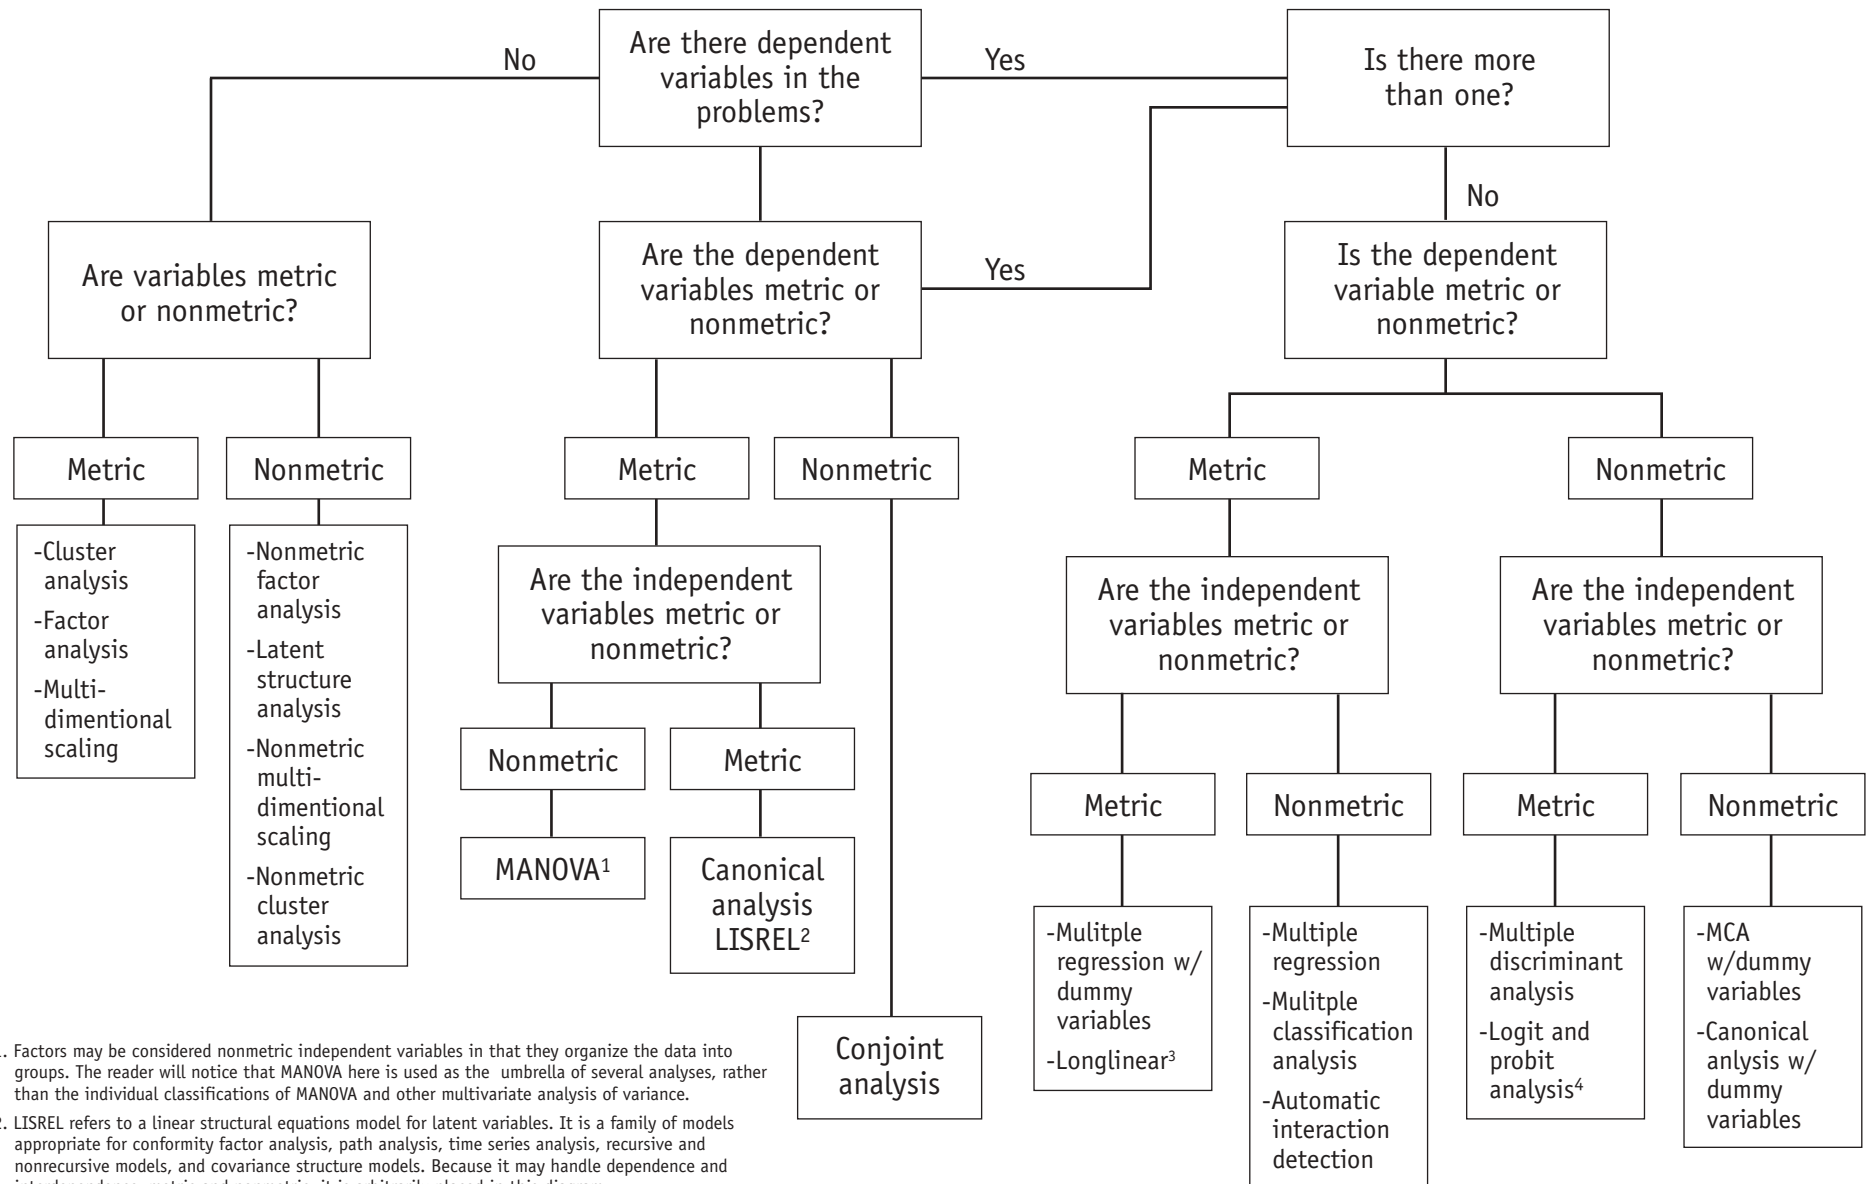 Are there dependent
variables in the
problems?
No
Yes
Is there more
than one?
No
Are variables metric
or nonmetric?
Are the dependent
variables metric or
nonmetric?
Yes
Is the dependent
variable metric or
nonmetric?
Metric
Nonmetric
Metric
Nonmetric
Metric
Nonmetric
-Cluster
analysis
-Factor
analysis
-Multi-
dimentional
scaling
-Nonmetric
factor
analysis
-Latent
structure
analysis
-Nonmetric
multi-
dimentional
scaling
-Nonmetric
cluster
analysis
Are the independent
variables metric or
nonmetric?
Are the independent
variables metric or
nonmetric?
Are the independent
variables metric or
nonmetric?
Nonmetric
Metric
Metric
Nonmetric
Metric
Nonmetric
MANOVA¹
Canonical
analysis
LISREL²
Conjoint
analysis
-Mulitple
regression w/
dummy
variables
-Longlinear³
-Multiple
regression
-Mulitple
classification
analysis
-Automatic
interaction
detection
-Multiple
discriminant
analysis
-Logit and
probit
analysis⁴
-MCA
w/dummy
variables
-Canonical
anlysis w/
dummy
variables
1. Factors may be considered nonmetric independent variables in that they organize the data into
groups. The reader will notice that MANOVA here is used as the umbrella of several analyses, rather
than the individual classifications of MANOVA and other multivariate analysis of variance.
2. LISREL refers to a linear structural equations model for latent variables. It is a family of models
appropriate for conformity factor analysis, path analysis, time series analysis, recursive and
nonrecursive models, and covariance structure models. Because it may handle dependence and